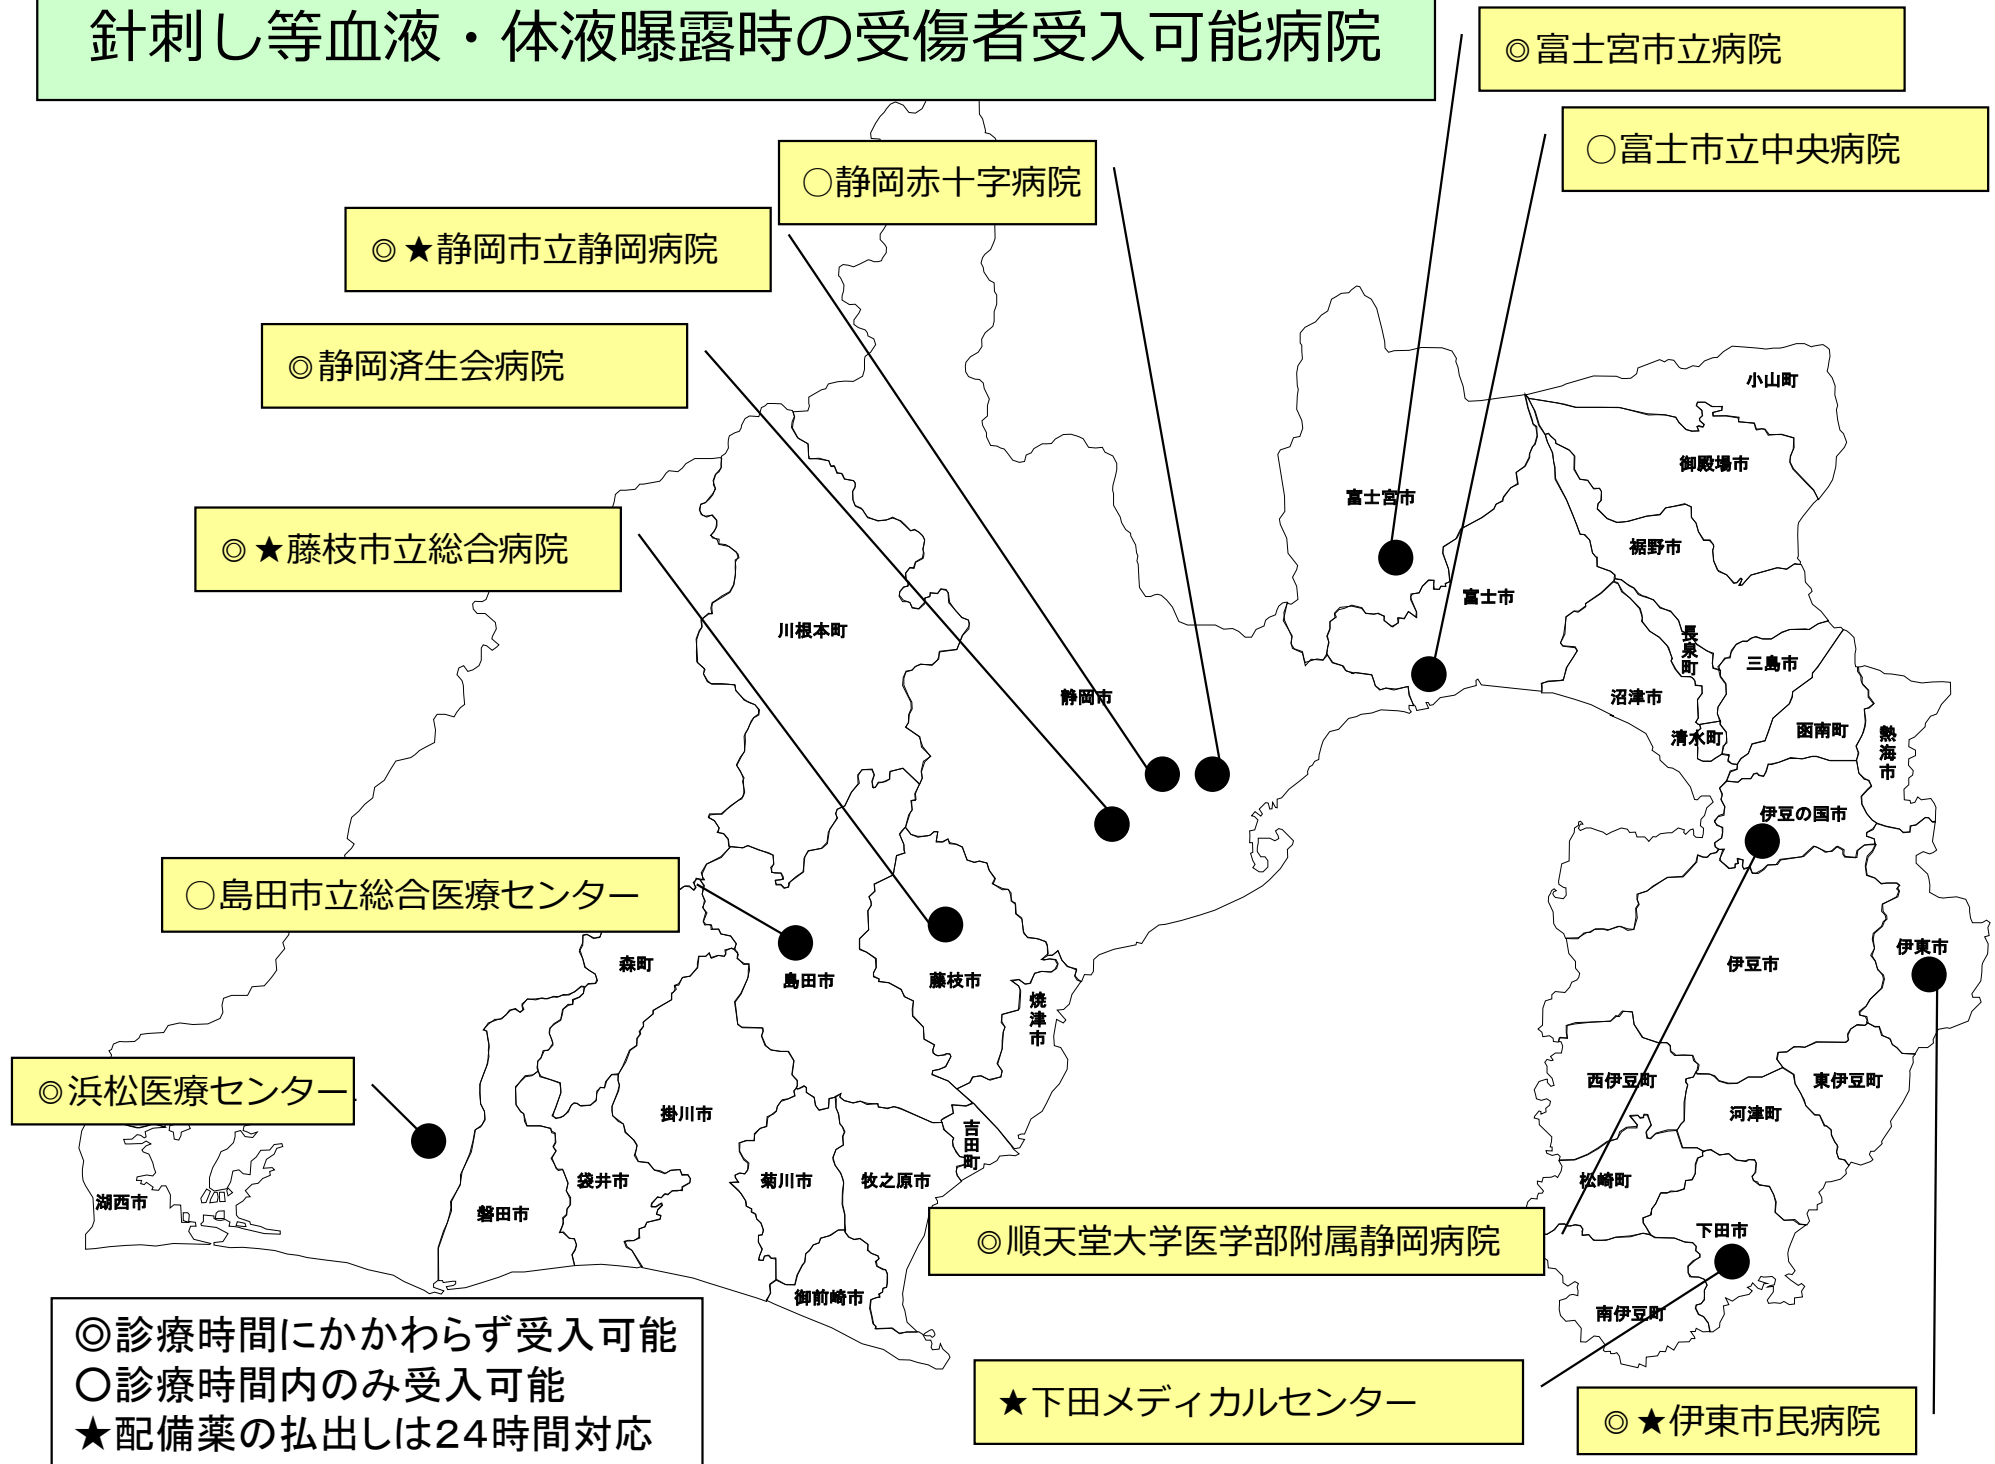 針刺し等血液・体液曝露時の受傷者受入可能病院
◎富士宮市立病院
○富士市立中央病院
○静岡赤十字病院
◎★静岡市立静岡病院
◎静岡済生会病院
◎★藤枝市立総合病院
○島田市立総合医療センター
◎浜松医療センター
◎順天堂大学医学部附属静岡病院
★下田メディカルセンター
◎★伊東市民病院
小山町
御殿場市
富士宮市
裾野市
富士市
川根本町
長泉町
三島市
静岡市
沼津市
函南町
清水町
熱海市
伊豆の国市
伊東市
森町
島田市
藤枝市
伊豆市
焼津市
西伊豆町
東伊豆町
掛川市
河津町
吉田町
袋井市
菊川市
牧之原市
松崎町
湖西市
磐田市
下田市
御前崎市
南伊豆町
◎診療時間にかかわらず受入可能
○診療時間内のみ受入可能
★配備薬の払出しは24時間対応